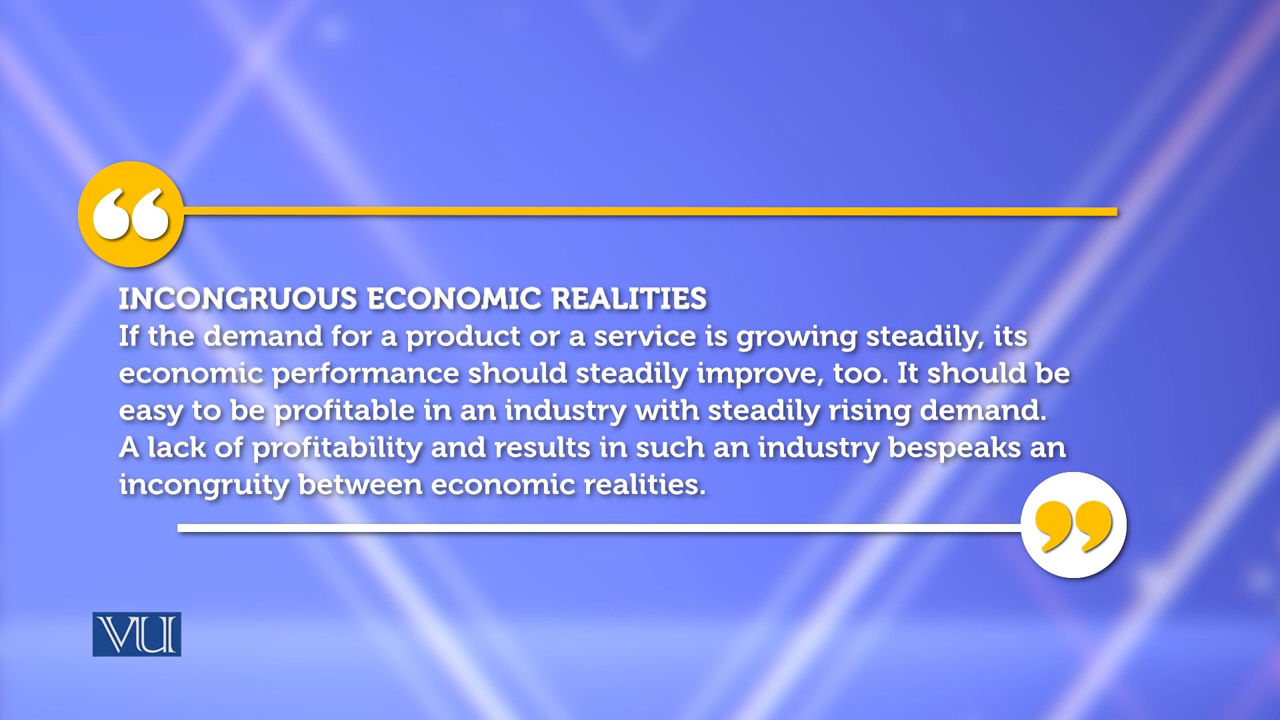 INCONGRUOUS ECONOMIC REALITIES
If the demand for a product or a service is growing steadily, its
economic performance should steadily improve, too. It should be
easy to be profitable in an industry with steadily rising demand.
A lack of profitability and results in such an industry bespeaks an
incongruity between economic realities.
VU